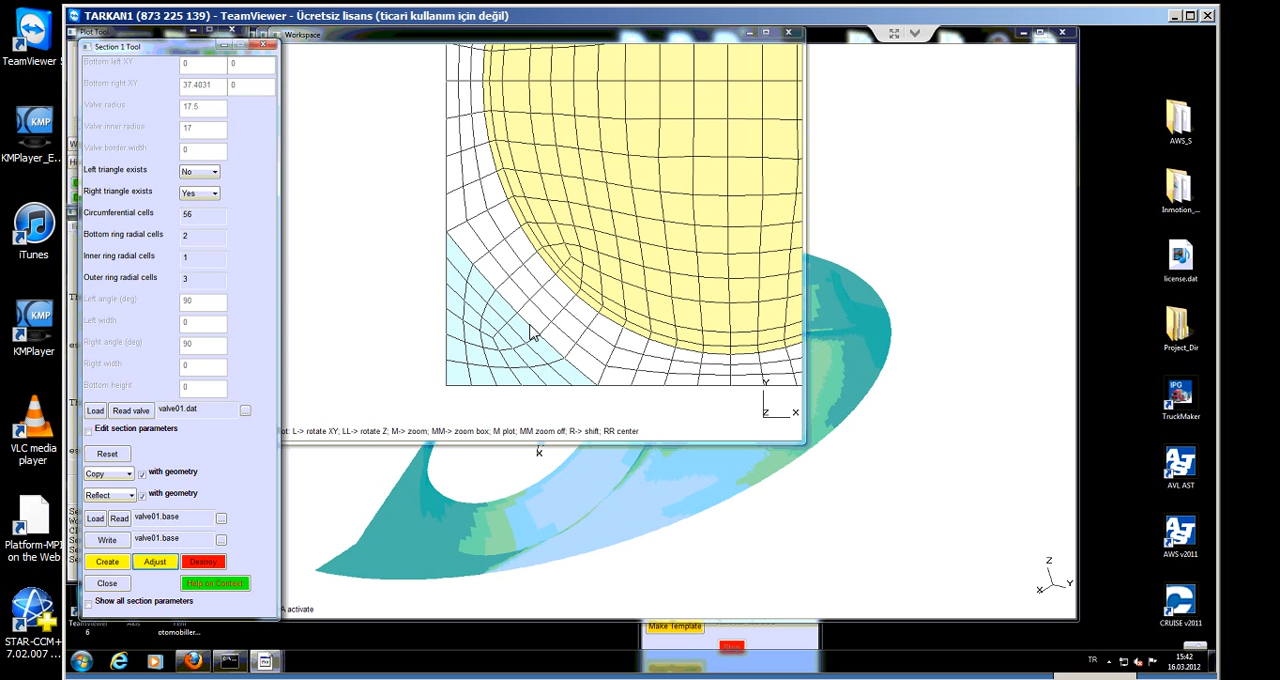 TARKAN1 (873 225 139) - TeamViewer - Ücretsiz lisans (ticari kullanım için değil)
Plot Tool
Workspace
Section 1 Tool
Bottom left XY 0 0
Bottom right XY 37.4031 0
Valve radius 17.5
Valve inner radius 17
Valve border width 0
Left triangle exists No
Right triangle exists Yes
Circumferential cells 56
Bottom ring radial cells 2
Inner ring radial cells 1
Outer ring radial cells 3
Left angle (deg) 90
Left width 0
Right angle (deg) 90
Right width 0
Bottom height 0
Load Read valve valve01.dat ...
Edit section parameters
Reset
Copy with geometry
Reflect with geometry
Load Read valve01.base ...
Write valve01.base ...
Create Adjust Destroy
Close Help on Context
Show all section parameters
Y
Z X
ot: L-> rotate XY; LL-> rotate Z; M-> zoom; MM-> zoom box; M plot; MM zoom off; R-> shift; RR center
X
Z
X Y
A activate
Make Template
TeamViewer
6
Yeni
otomobiller...
TeamViewer 5
KMPlayer_E...
iTunes
KMPlayer
VLC media
player
Platform-MPI
on the Web
STAR-CCM+
7.02.007 ...
AWS_S
Inmotion_...
license.dat
Project_Dir
IPG
TruckMaker
AVL AST
AWS v2011
CRUISE v2011
TR
15:42
16.03.2012